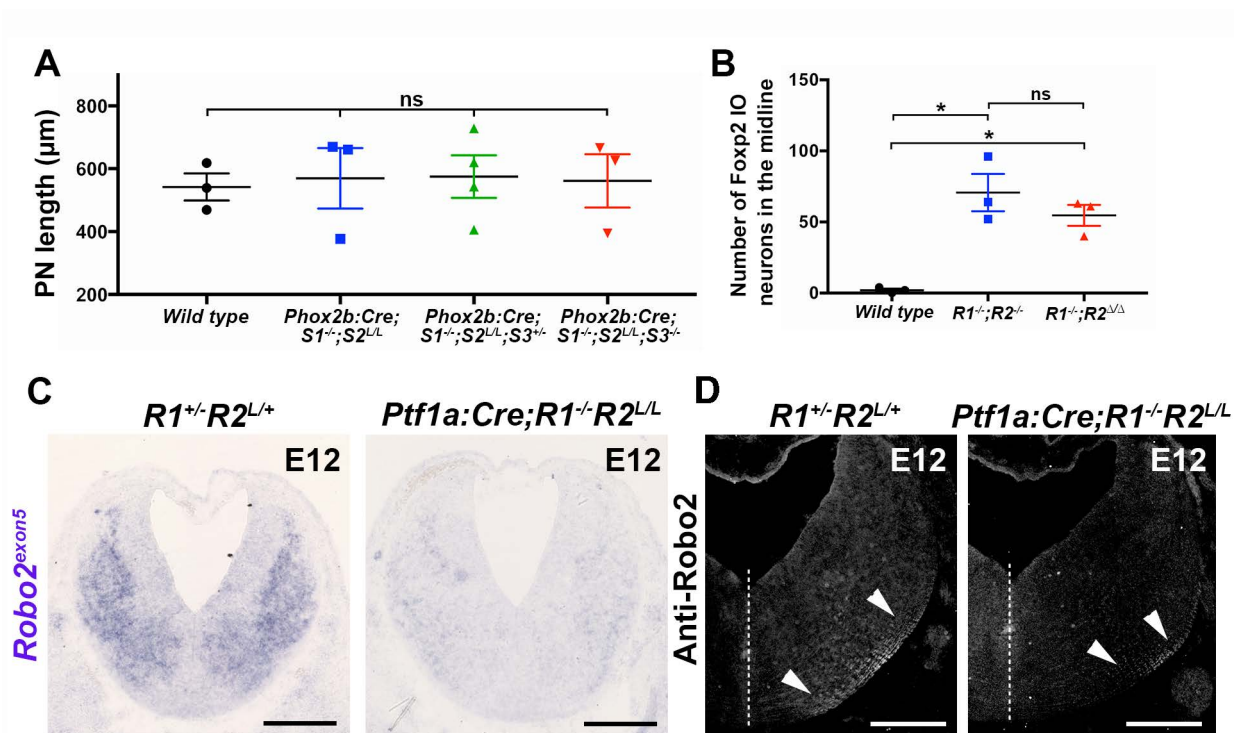 A
PN length (µm)
800
600
400
200
ns
Wild type
Phox2b:Cre;
S1-/-;S2L/L
Phox2b:Cre;
S1-/-;S2L/L;S3+/-
Phox2b:Cre;
S1-/-;S2L/L;S3-/-
B
Number of Foxp2 IO
neurons in the midline
150
100
50
0
*
ns
*
Wild type
R1-/-;R2-/-
R1-/-;R2Δ/Δ
C
R1+/-R2L/+
Ptf1a:Cre;R1-/-R2L/L
Robo2exon5
E12
E12
D
R1+/-R2L/+
Ptf1a:Cre;R1-/-R2L/L
Anti-Robo2
E12
E12